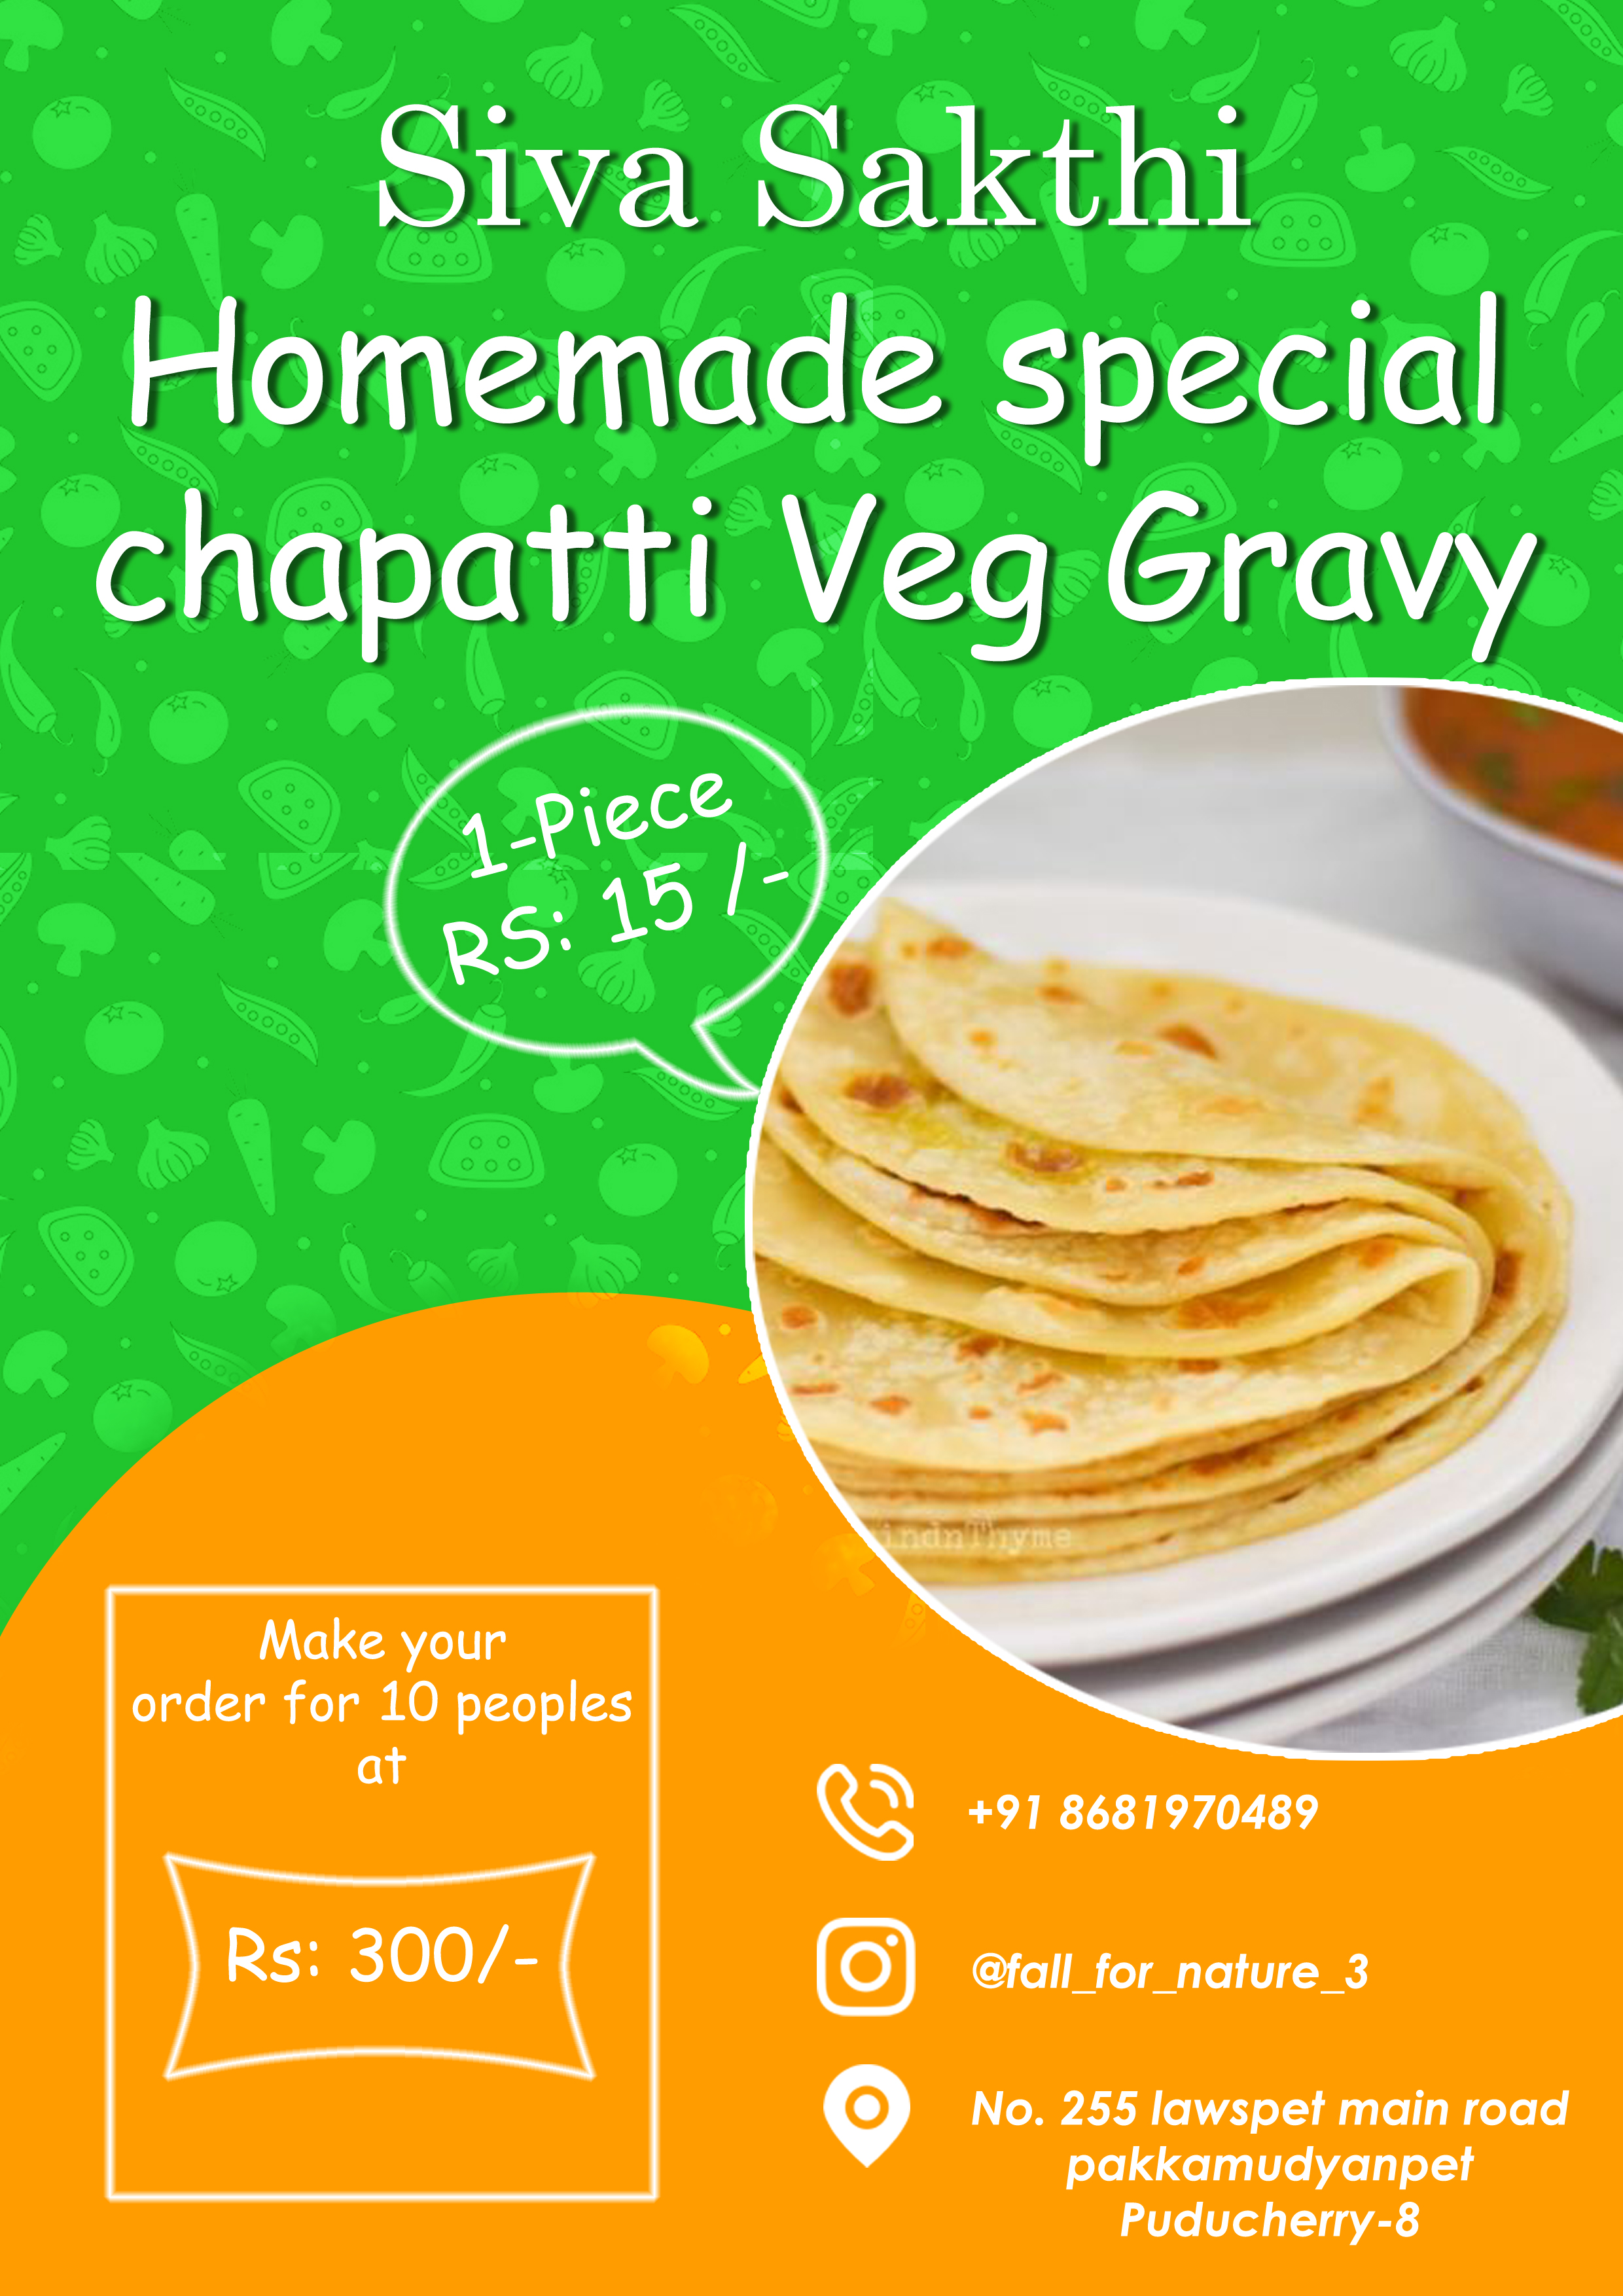 Siva Sakthi
Homemade special
chapatti Veg Gravy
1-Piece
RS: 15 /-
indnThyme
Make your
order for 10 peoples
at
Rs: 300/-
+91 8681970489
@fall_for_nature_3
No. 255 lawspet main road
pakkamudyanpet
Puducherry-8